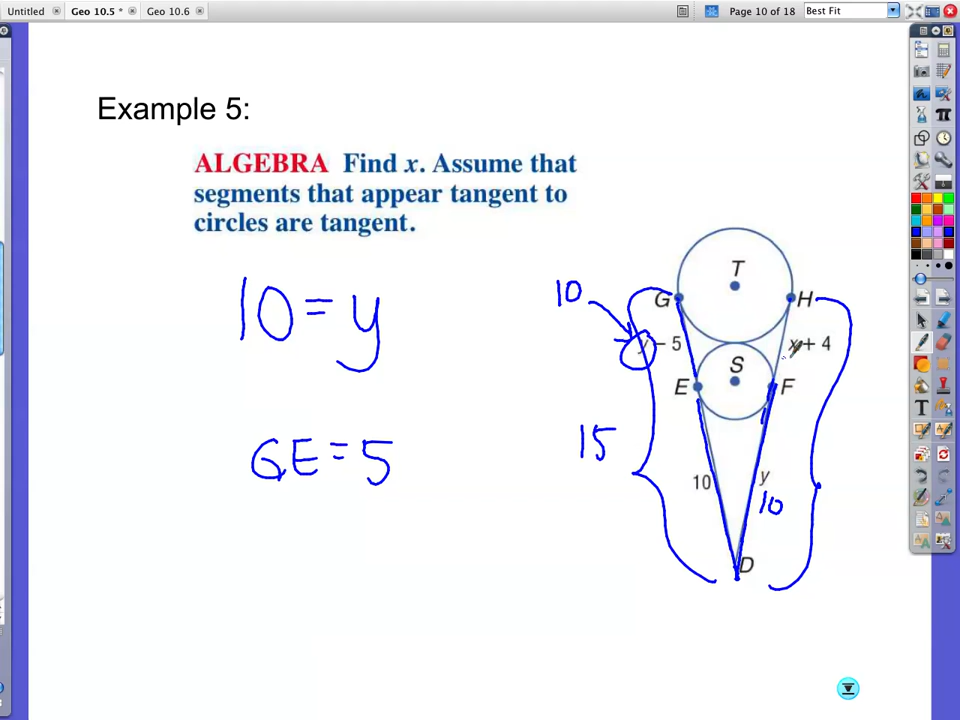 Untitled
Geo 10.5 *
Geo 10.6
Page 10 of 18
Best Fit
Example 5:
ALGEBRA Find x. Assume that
segments that appear tangent to
circles are tangent.
10 = y
GE = 5
10
T
G
H
y - 5
x + 4
S
E
F
15
10
y
10
D
π
T